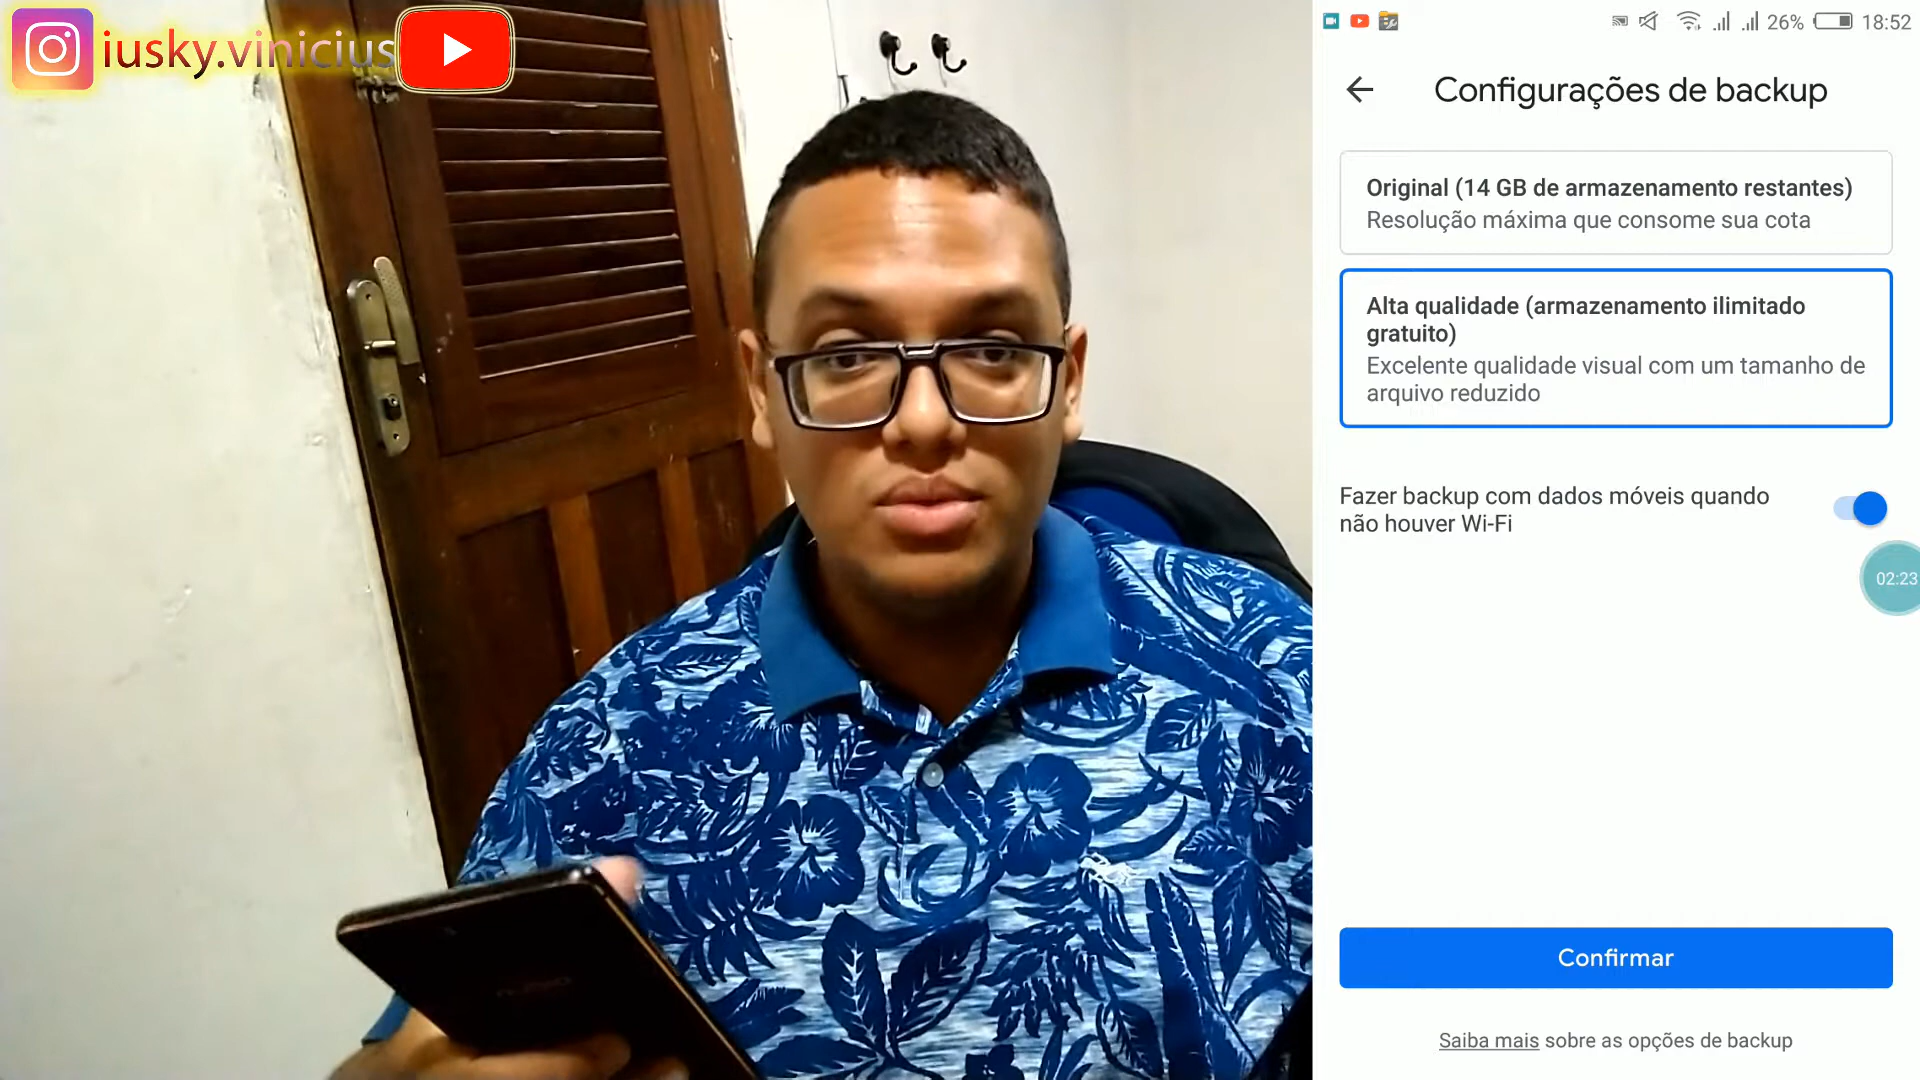 iusky.vinicius
26% 18:52
Configurações de backup
Original (14 GB de armazenamento restantes)
Resolução máxima que consome sua cota
Alta qualidade (armazenamento ilimitado
gratuito)
Excelente qualidade visual com um tamanho de
arquivo reduzido
Fazer backup com dados móveis quando
não houver Wi-Fi
02:23
Confirmar
Saiba mais sobre as opções de backup